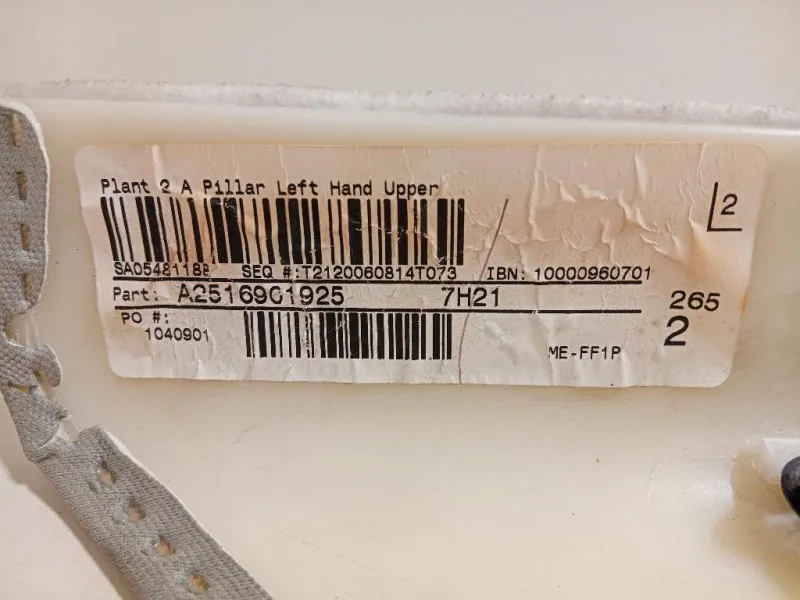 Plant 2 A Pillar Left Hand Upper
2
SA05481188 SEQ #:T2120060814T073 IBN: 10000960701
Part: A2516901925 7H21 265
PO #: 2
1040901 ME-FF1P